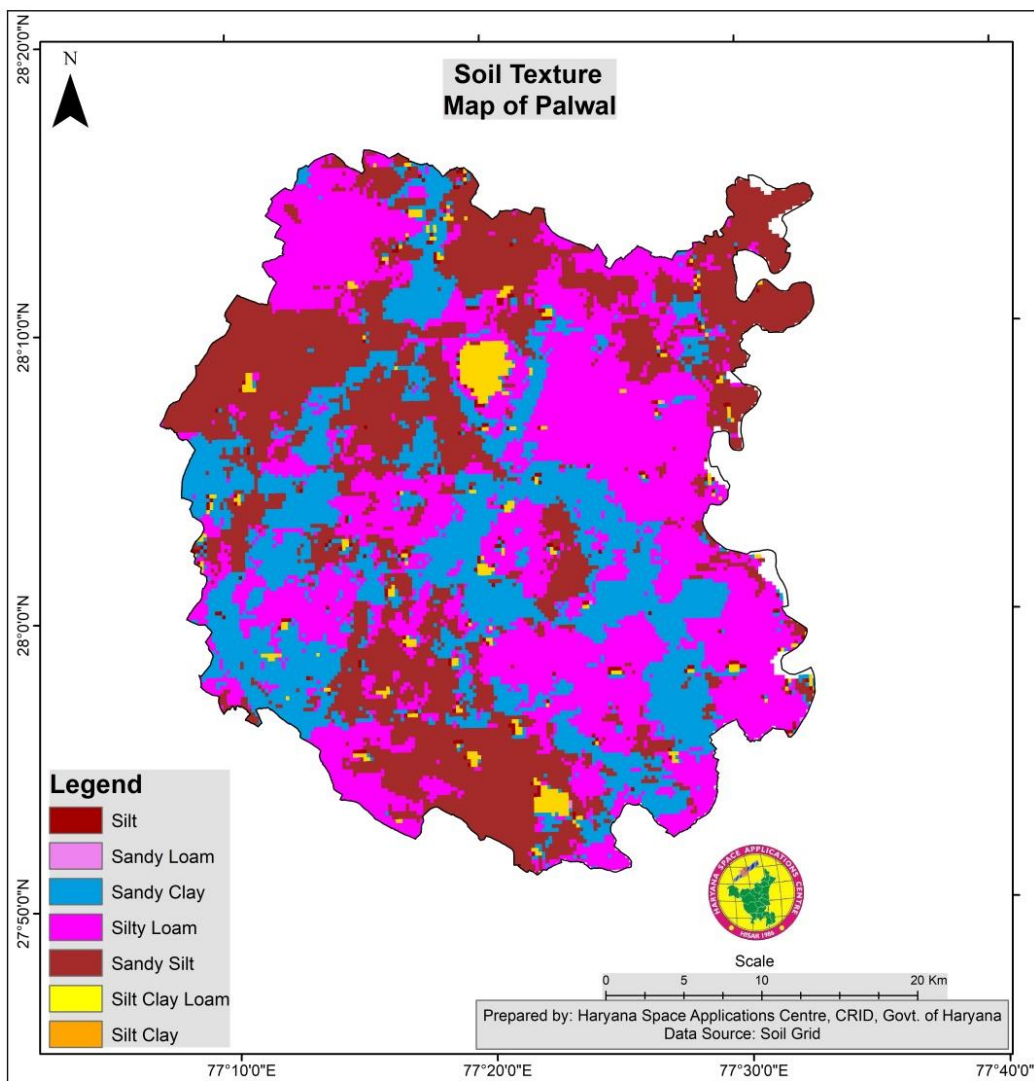 Soil Texture
Map of Palwal
N
28°20'0"N
28°10'0"N
28°0'0"N
27°50'0"N
Legend
Silt
Sandy Loam
Sandy Clay
Silty Loam
Sandy Silt
Silt Clay Loam
Silt Clay
HARYANA SPACE APPLICATIONS CENTRE
HISAR 1986
Scale
0 5 10 20 Km
Prepared by: Haryana Space Applications Centre, CRID, Govt. of Haryana
Data Source: Soil Grid
77°10'0"E 77°20'0"E 77°30'0"E 77°40'0"E